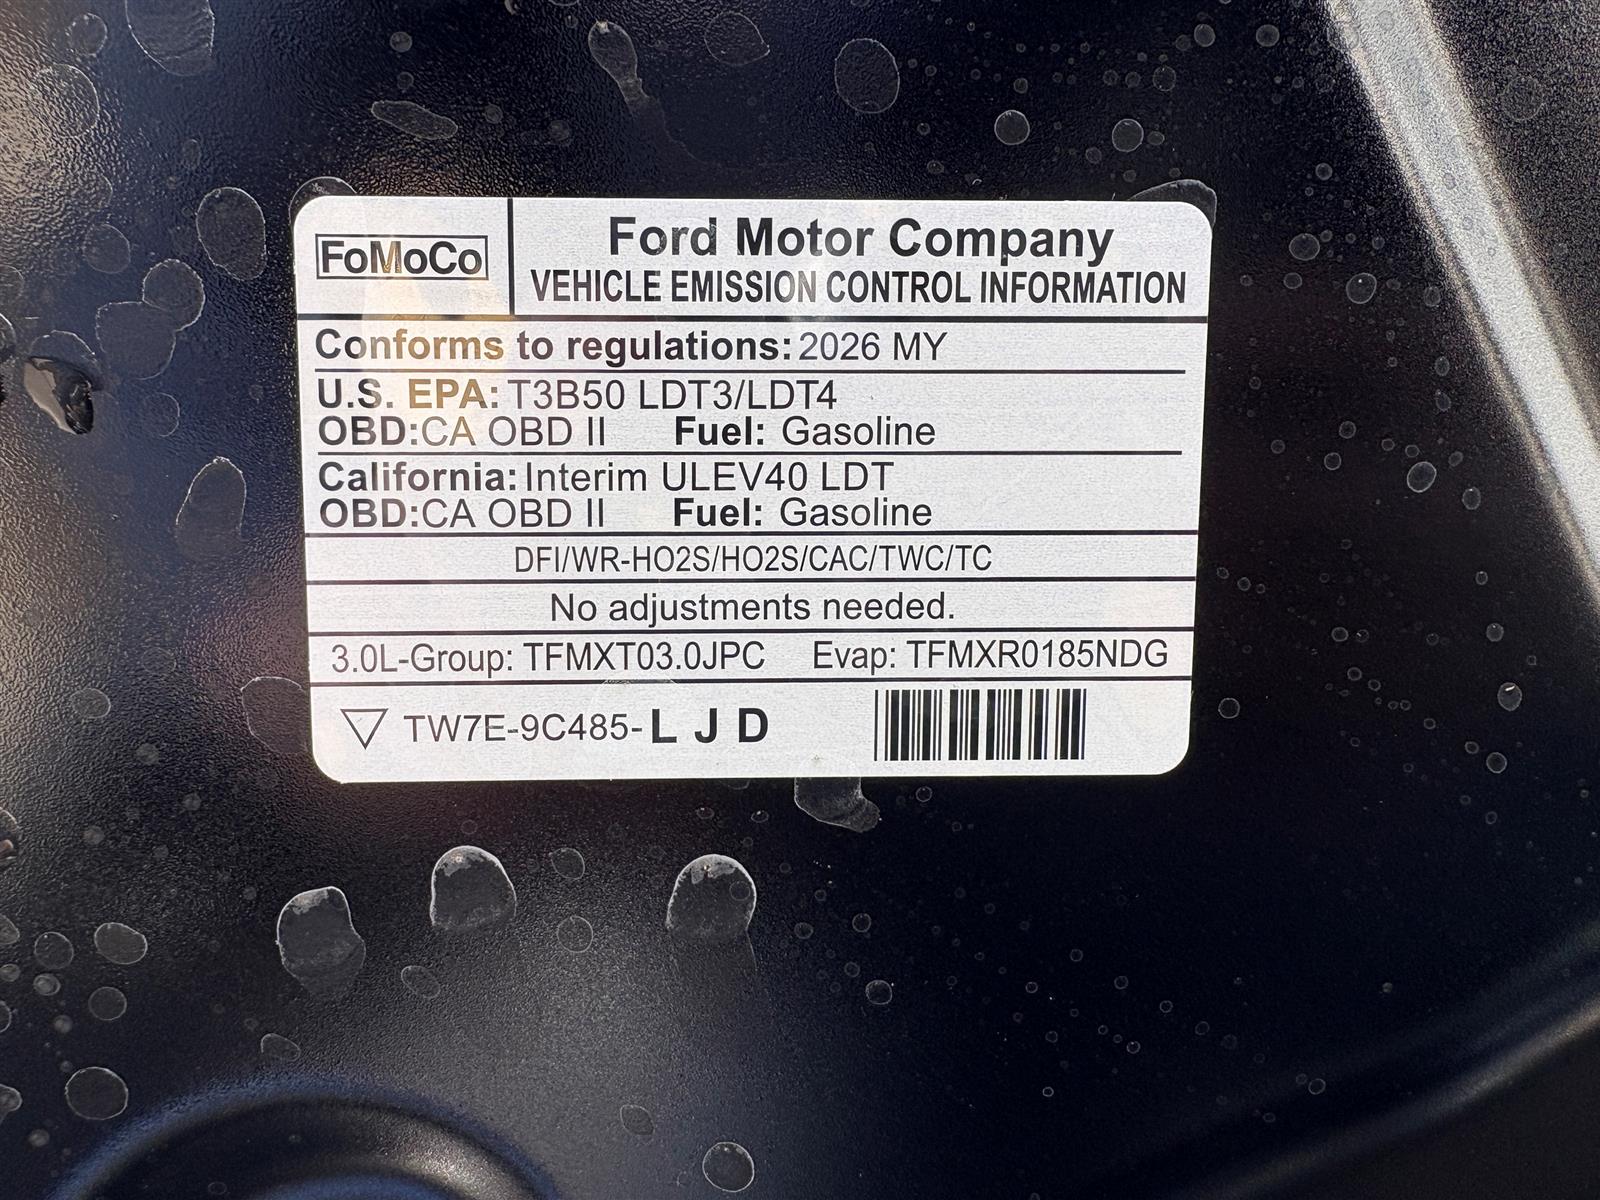 FoMoCo
Ford Motor Company
VEHICLE EMISSION CONTROL INFORMATION
Conforms to regulations: 2026 MY
U.S. EPA: T3B50 LDT3/LDT4
OBD: CA OBD II Fuel: Gasoline
California: Interim ULEV40 LDT
OBD: CA OBD II Fuel: Gasoline
DFI/WR-HO2S/HO2S/CAC/TWC/TC
No adjustments needed.
3.0L-Group: TFMXT03.0JPC Evap: TFMXR0185NDG
TW7E-9C485-L J D